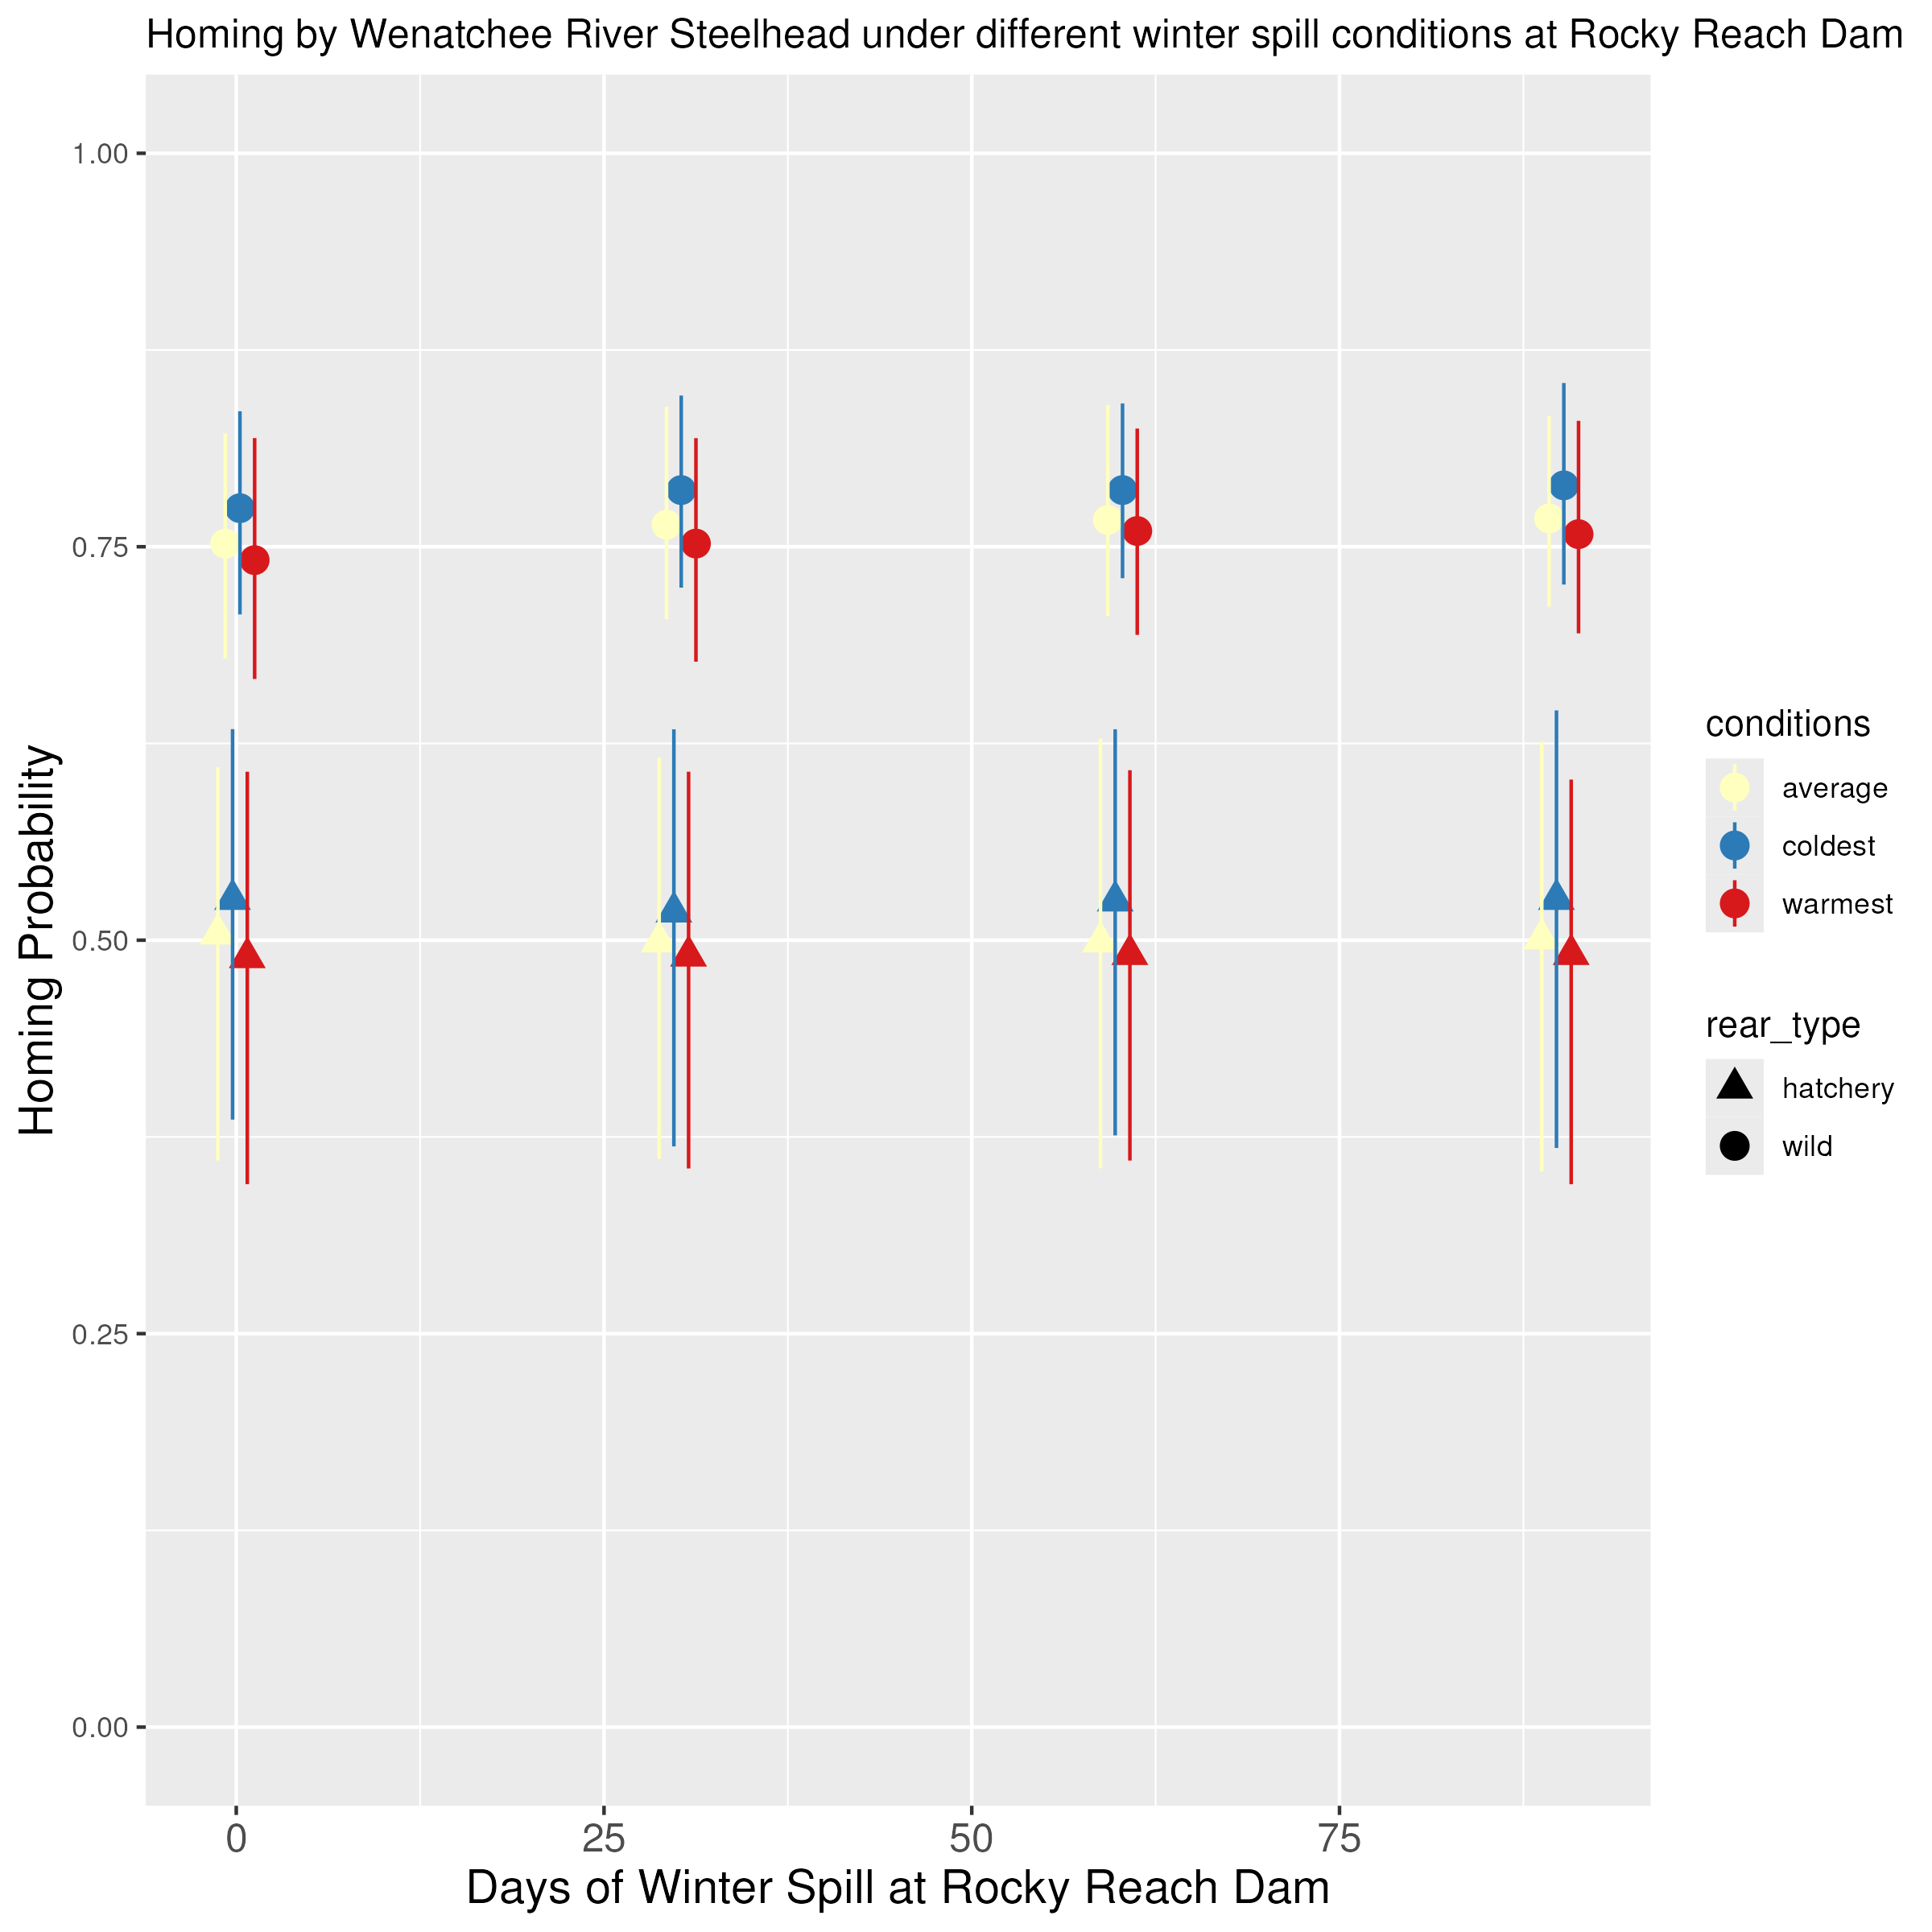 Homing by Wenatchee River Steelhead under different winter spill conditions at Rocky Reach Dam
1.00
0.75
0.50
0.25
0.00
Homing Probability
0
25
50
75
Days of Winter Spill at Rocky Reach Dam
conditions
average
coldest
warmest
rear_type
hatchery
wild